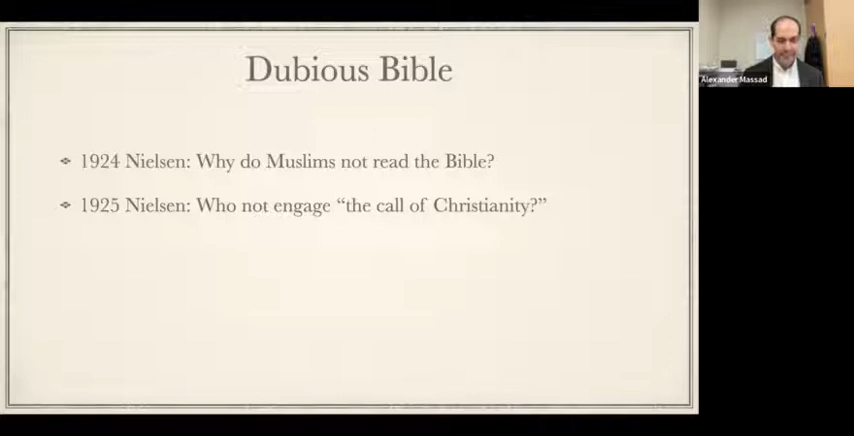 Dubious Bible
Alexander Massad
❖ 1924 Nielsen: Why do Muslims not read the Bible?
❖ 1925 Nielsen: Who not engage “the call of Christianity?”